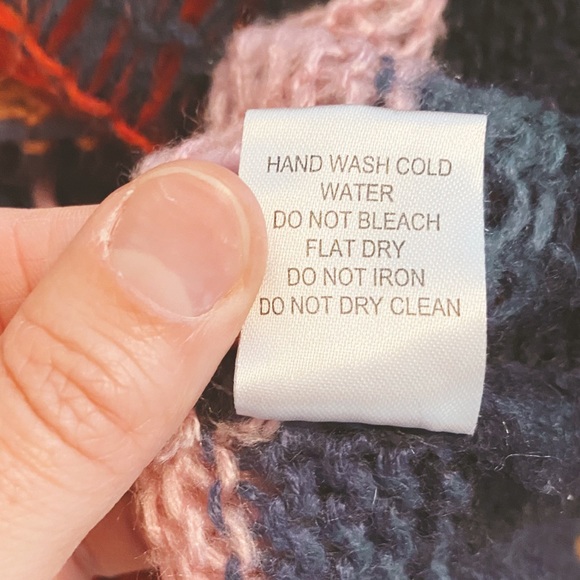 HAND WASH COLD
WATER
DO NOT BLEACH
FLAT DRY
DO NOT IRON
DO NOT DRY CLEAN